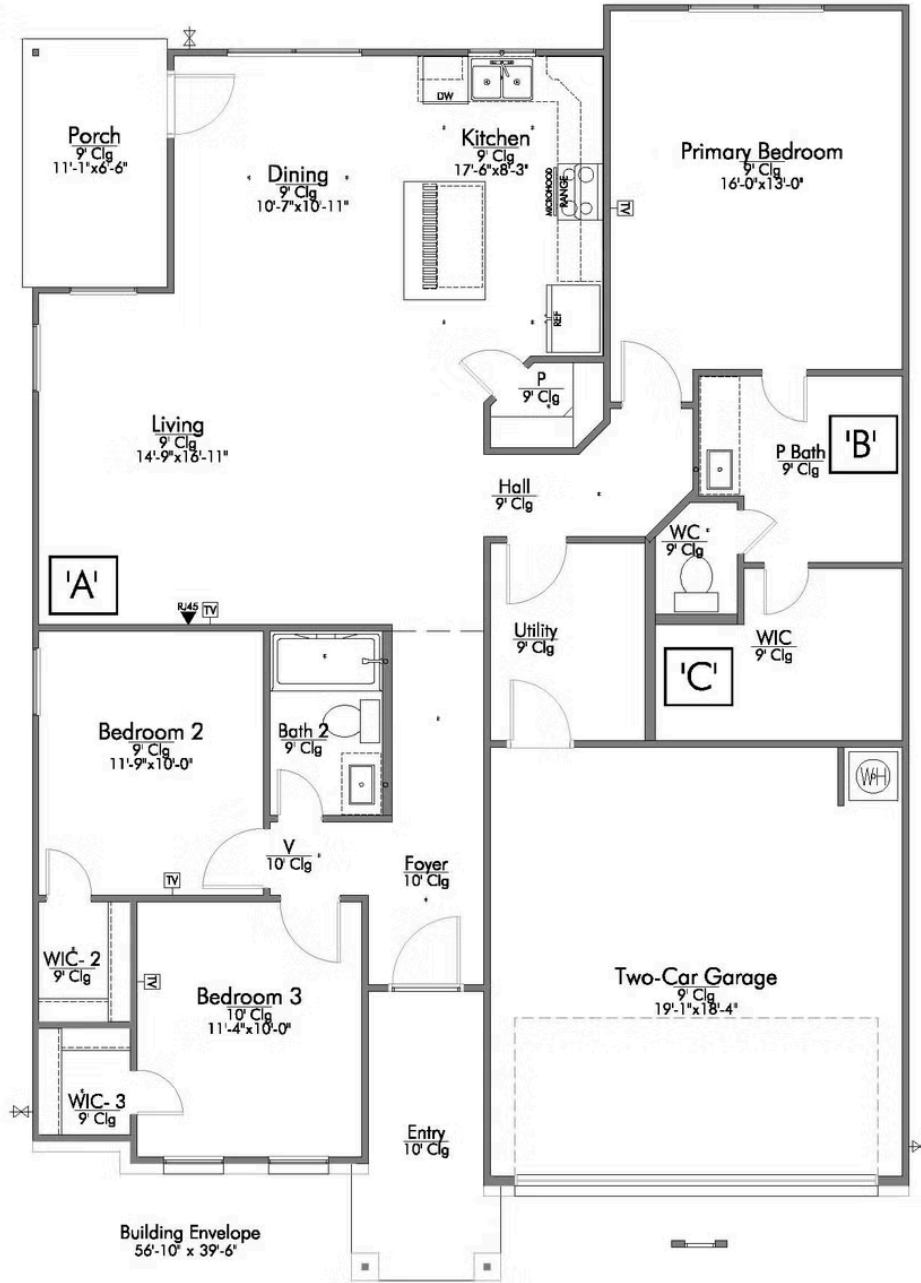 Porch
9' Clg
11'-1"x6'-6"
Dining
9' Clg
10'-7"x10'-11"
DW
Kitchen
9' Clg
17'-6"x8'-3"
MICROHOOD
RANGE
REF
Primary Bedroom
9' Clg
16'-0"x13'-0"
TV
P
9' Clg
Living
9' Clg
14'-9"x16'-11"
Hall
9' Clg
P Bath
9' Clg
'B'
WC
9' Clg
'A'
RJ45
TV
Utility
9' Clg
WIC
9' Clg
'C'
Bedroom 2
9' Clg
11'-9"x10'-0"
TV
Bath 2
9' Clg
WH
V
10' Clg
Foyer
10' Clg
WIC- 2
9' Clg
TV
Bedroom 3
10' Clg
11'-4"x10'-0"
Two-Car Garage
9' Clg
19'-1"x18'-4"
WIC- 3
9' Clg
Entry
10' Clg
Building Envelope
56'-10" x 39'-6"